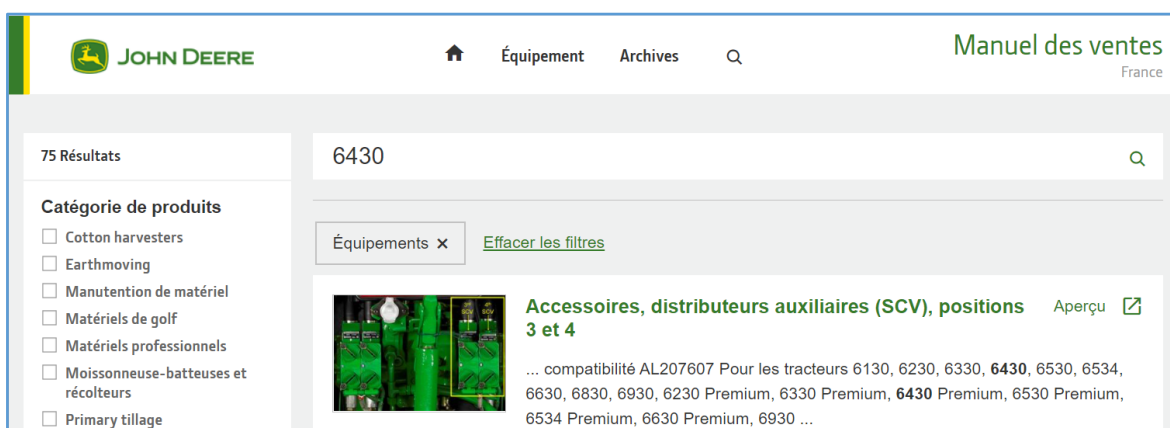 JOHN DEERE
Équipement
Archives
Manuel des ventes
France
75 Résultats
6430
Catégorie de produits
Cotton harvesters
Earthmoving
Manutention de matériel
Matériels de golf
Matériels professionnels
Moissonneuse-batteuses et
récolteurs
Primary tillage
Équipements ×
Effacer les filtres
Accessoires, distributeurs auxiliaires (SCV), positions
3 et 4
Aperçu
... compatibilité AL207607 Pour les tracteurs 6130, 6230, 6330, 6430, 6530, 6534,
6630, 6830, 6930, 6230 Premium, 6330 Premium, 6430 Premium, 6530 Premium,
6534 Premium, 6630 Premium, 6930 ...